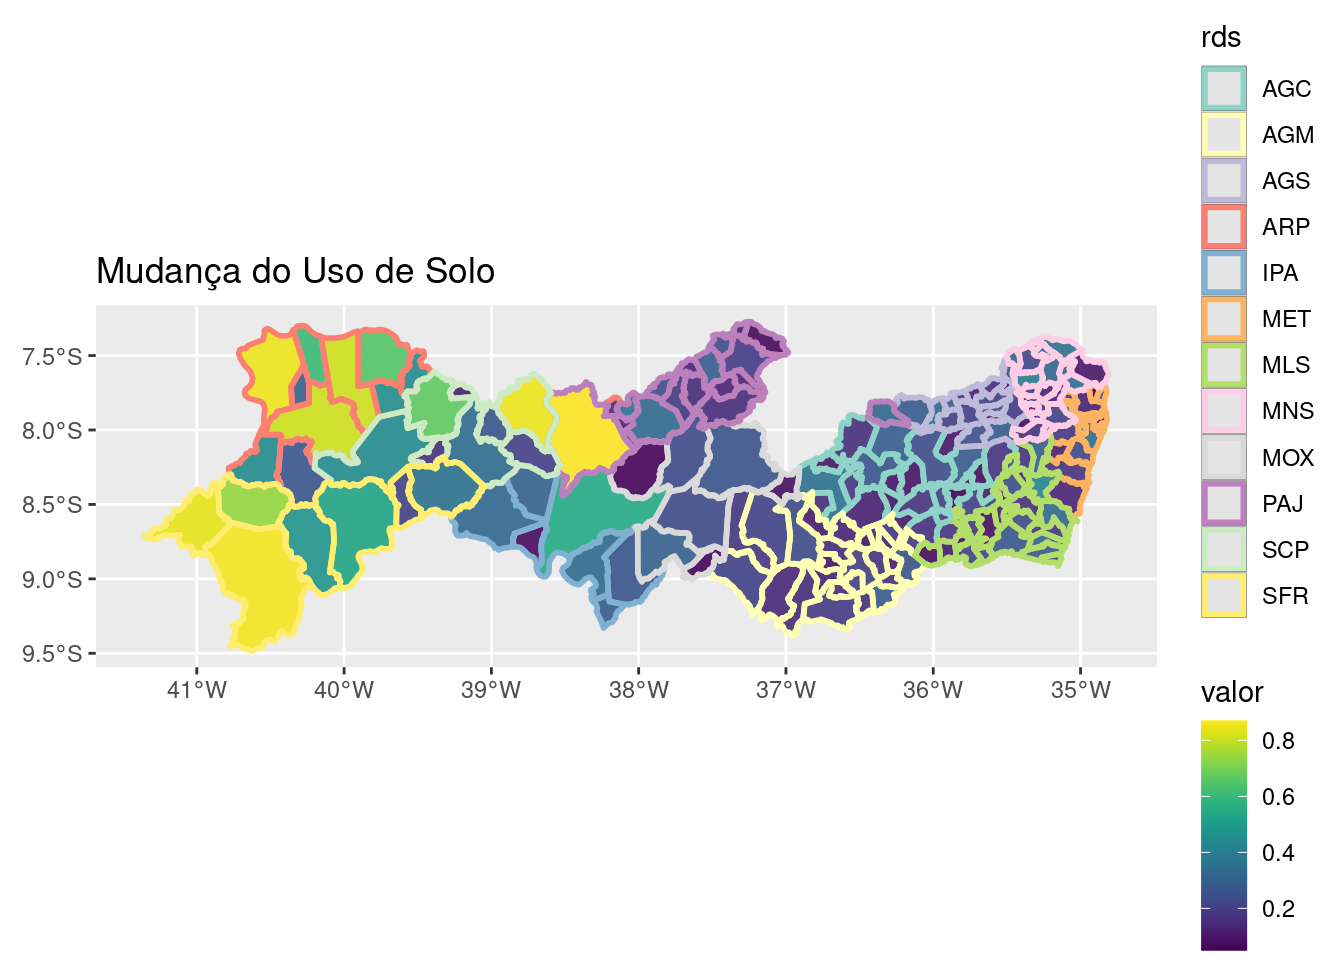 Mudança do Uso de Solo
7.5°S
8.0°S
8.5°S
9.0°S
9.5°S
41°W 40°W 39°W 38°W 37°W 36°W 35°W
rds
AGC
AGM
AGS
ARP
IPA
MET
MLS
MNS
MOX
PAJ
SCP
SFR
valor
0.8
0.6
0.4
0.2